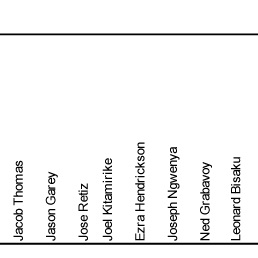 Jacob Thomas
Jason Garey
Jose Retiz
Joel Kitamirike
Ezra Hendrickson
Joseph Ngwenya
Ned Grabavoy
Leonard Bisaku